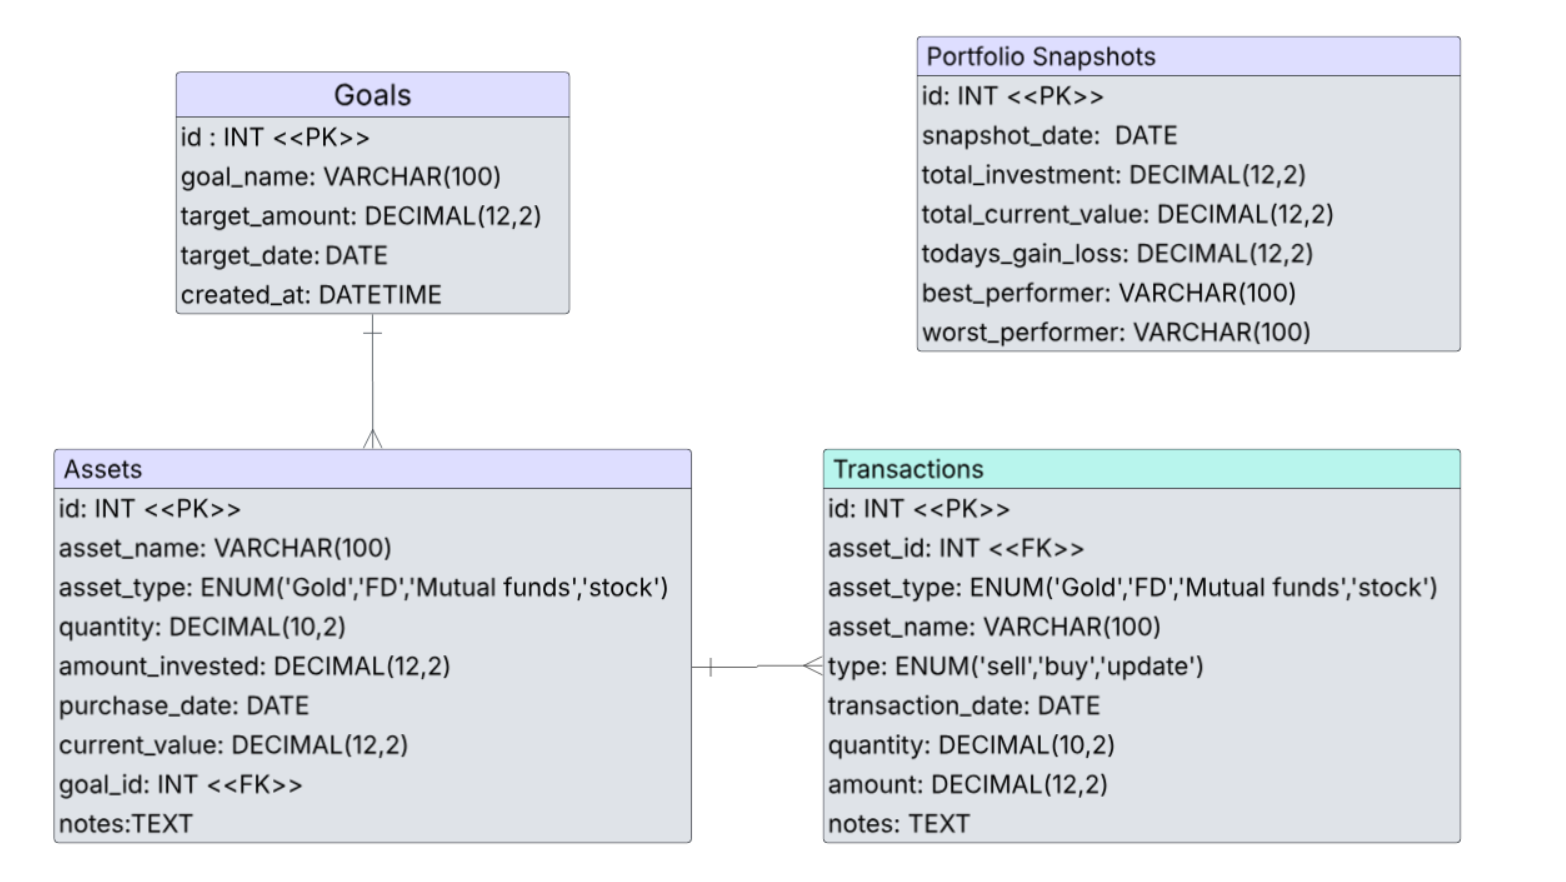 Goals
id : INT <<PK>>
goal_name: VARCHAR(100)
target_amount: DECIMAL(12,2)
target_date: DATE
created_at: DATETIME
Portfolio Snapshots
id: INT <<PK>>
snapshot_date:  DATE
total_investment: DECIMAL(12,2)
total_current_value: DECIMAL(12,2)
todays_gain_loss: DECIMAL(12,2)
best_performer: VARCHAR(100)
worst_performer: VARCHAR(100)
Assets
id: INT <<PK>>
asset_name: VARCHAR(100)
asset_type: ENUM('Gold','FD','Mutual funds','stock')
quantity: DECIMAL(10,2)
amount_invested: DECIMAL(12,2)
purchase_date: DATE
current_value: DECIMAL(12,2)
goal_id: INT <<FK>>
notes:TEXT
Transactions
id: INT <<PK>>
asset_id: INT <<FK>>
asset_type: ENUM('Gold','FD','Mutual funds','stock')
asset_name: VARCHAR(100)
type: ENUM('sell','buy','update')
transaction_date: DATE
quantity: DECIMAL(10,2)
amount: DECIMAL(12,2)
notes: TEXT